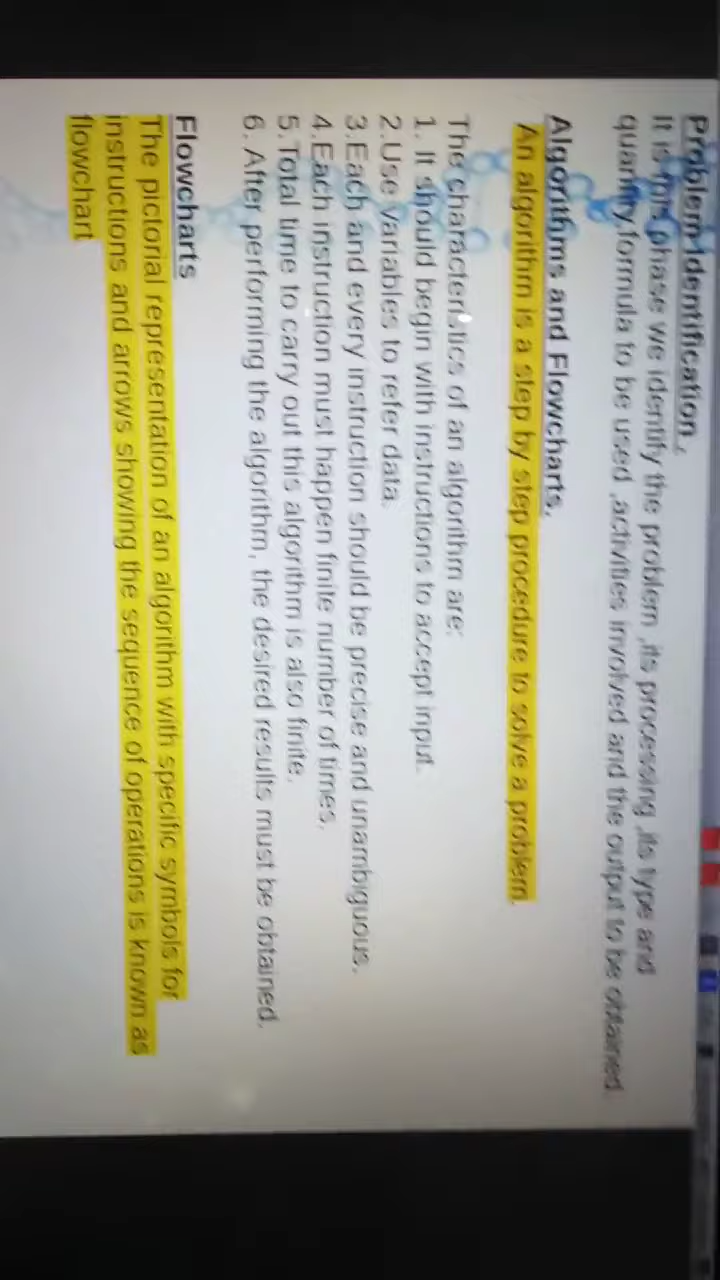 Problem Identification.
It is this phase we identify the problem ,its processing ,its type and
quantity,formula to be used ,activities involved and the output to be obtained.
Algorithms and Flowcharts.
An algorithm is a step by step procedure to solve a problem.
The characteristics of an algorithm are:
1. It should begin with instructions to accept input.
2.Use variables to refer data.
3.Each and every instruction should be precise and unambiguous.
4.Each instruction must happen finite number of times.
5.Total time to carry out this algorithm is also finite.
6. After performing the algorithm, the desired results must be obtained.
Flowcharts
The pictorial representation of an algorithm with specific symbols for
instructions and arrows showing the sequence of operations is known as
flowchart